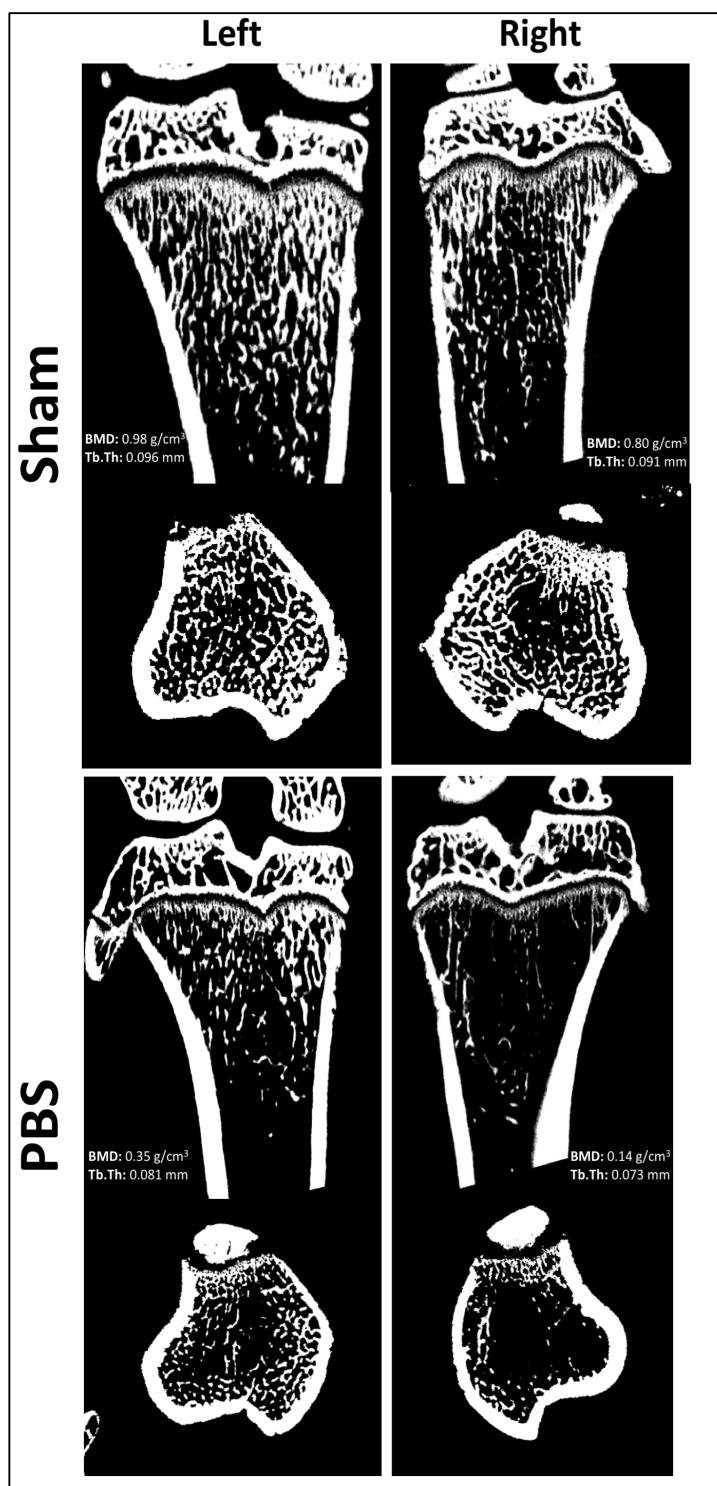 Left
Right
Sham
BMD: 0.98 g/cm³
Tb.Th: 0.096 mm
BMD: 0.80 g/cm³
Tb.Th: 0.091 mm
PBS
BMD: 0.35 g/cm³
Tb.Th: 0.081 mm
BMD: 0.14 g/cm³
Tb.Th: 0.073 mm